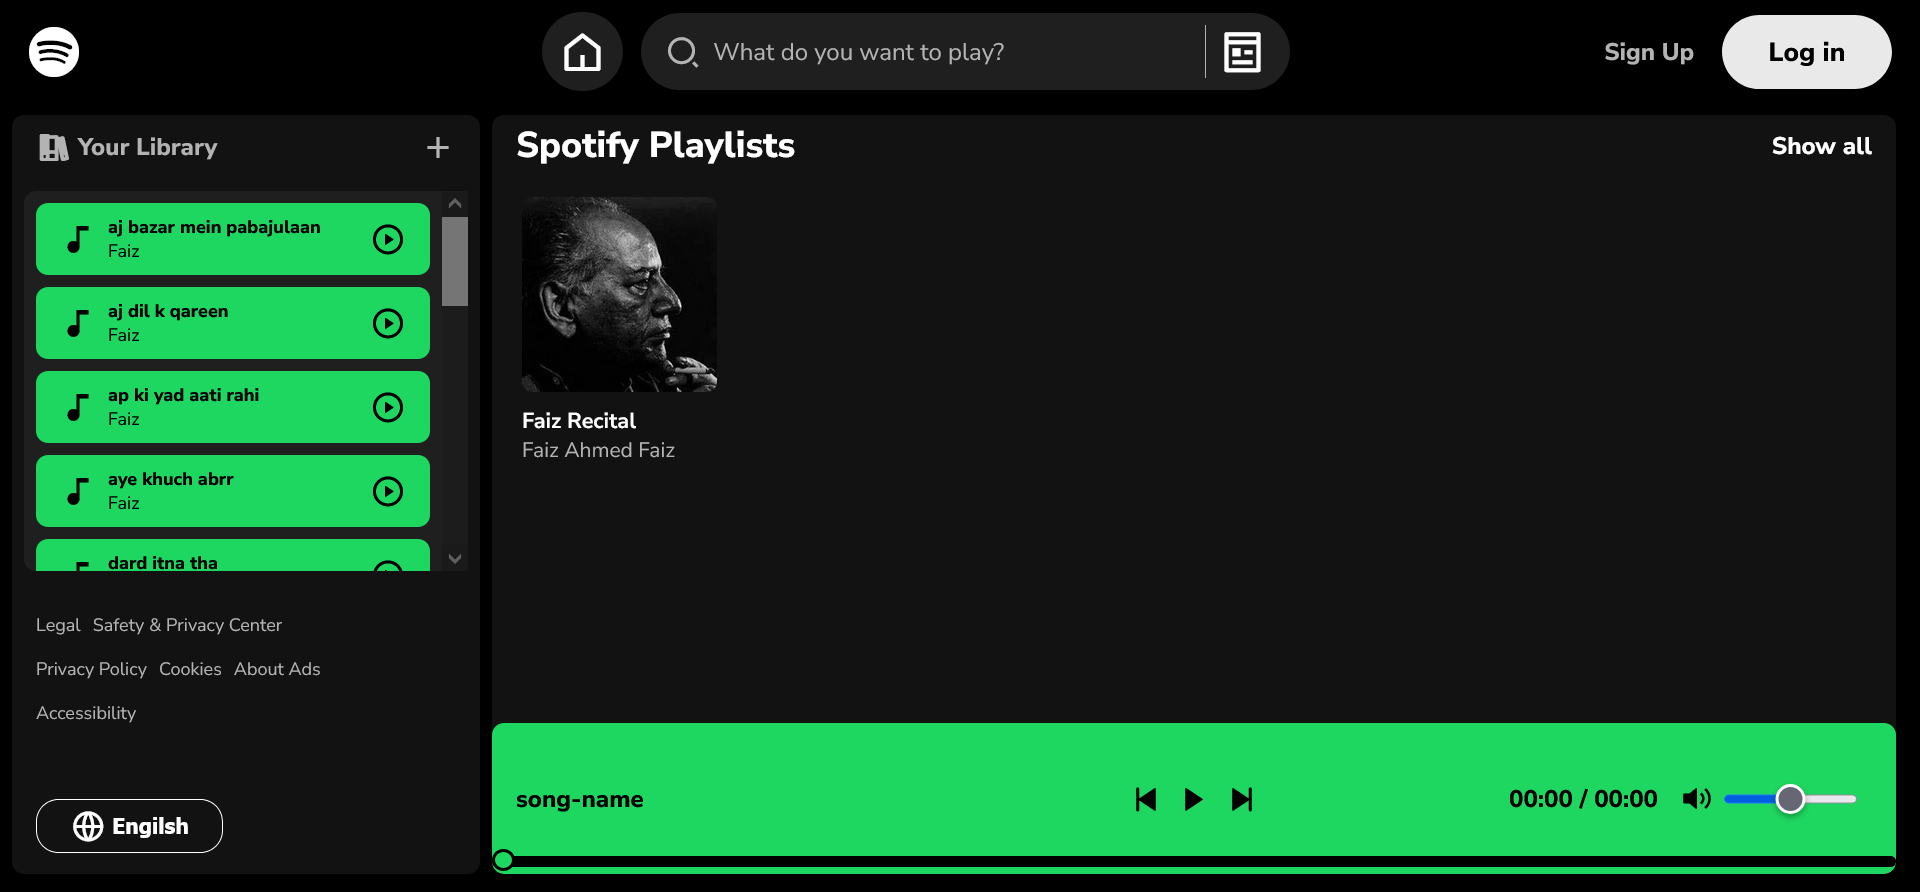 What do you want to play?
Sign Up
Log in
Your Library
aj bazar mein pabajulaan
Faiz
aj dil k qareen
Faiz
ap ki yad aati rahi
Faiz
aye khuch abrr
Faiz
dard itna tha
Legal Safety & Privacy Center
Privacy Policy Cookies About Ads
Accessibility
Engilsh
Spotify Playlists
Show all
Faiz Recital
Faiz Ahmed Faiz
song-name
00:00 / 00:00